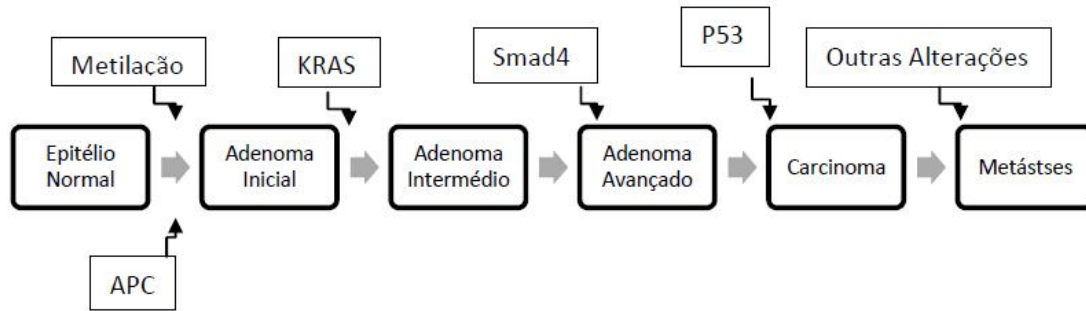 Metilação
KRAS
Smad4
P53
Outras Alterações
Epitélio
Normal
Adenoma
Inicial
Adenoma
Intermédio
Adenoma
Avançado
Carcinoma
Metástses
APC